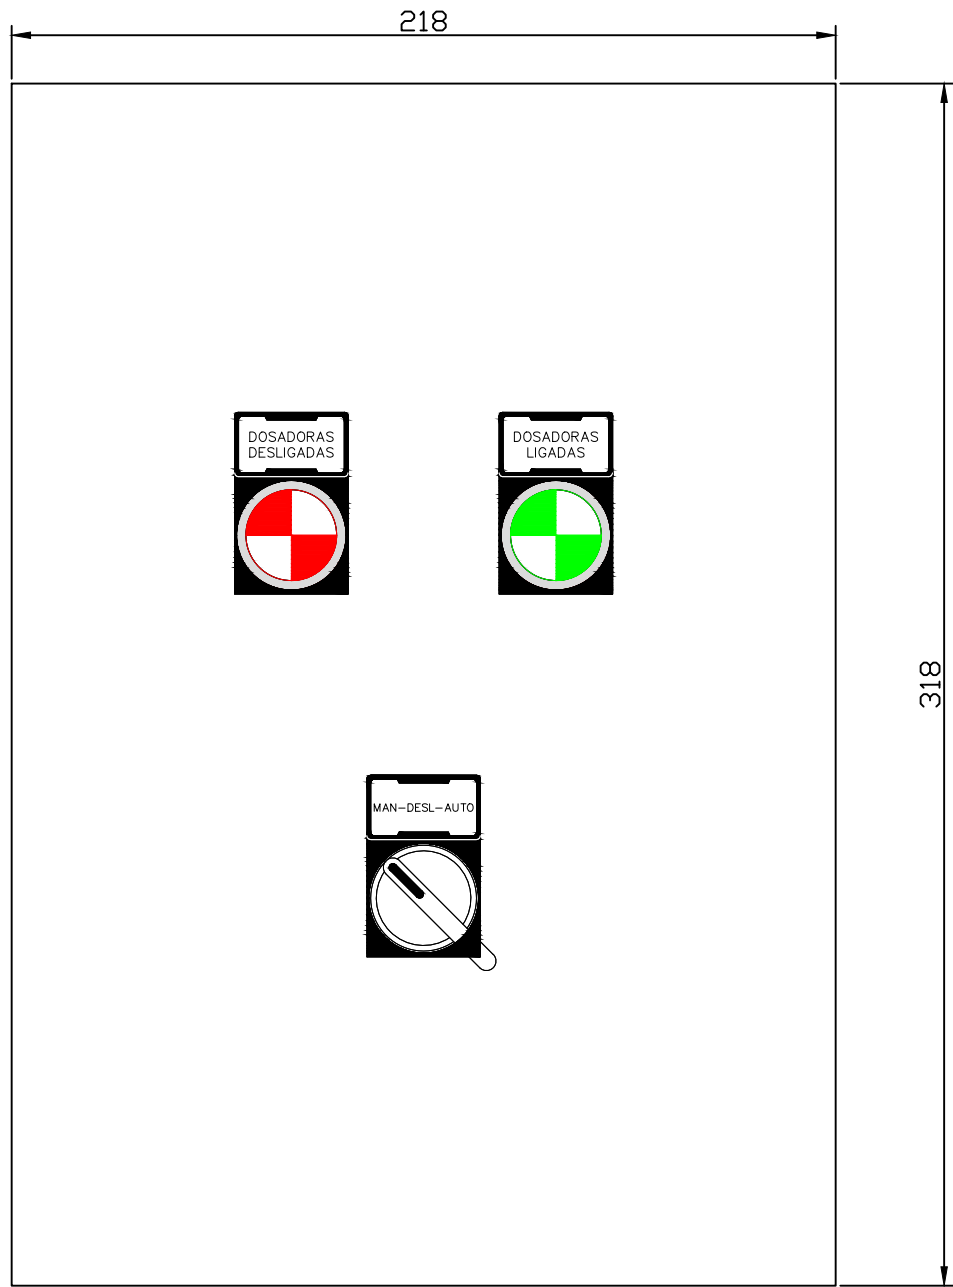 218
DOSADORAS
DESLIGADAS
DOSADORAS
LIGADAS
318
MAN-DESL-AUTO